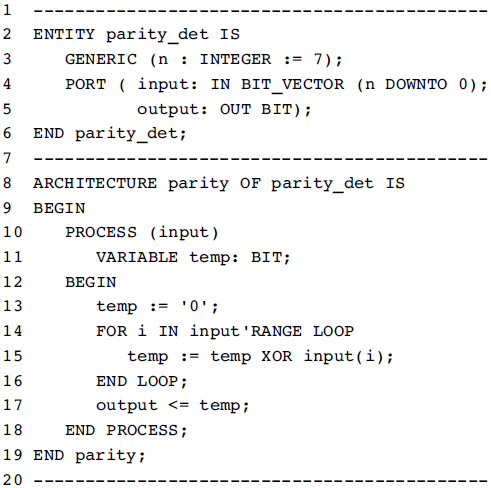 1 --------------------------------------------
2 ENTITY parity_det IS
3    GENERIC (n : INTEGER := 7);
4    PORT ( input: IN BIT_VECTOR (n DOWNTO 0);
5           output: OUT BIT);
6 END parity_det;
7 --------------------------------------------
8 ARCHITECTURE parity OF parity_det IS
9 BEGIN
10    PROCESS (input)
11       VARIABLE temp: BIT;
12    BEGIN
13       temp := '0';
14       FOR i IN input'RANGE LOOP
15          temp := temp XOR input(i);
16       END LOOP;
17       output <= temp;
18    END PROCESS;
19 END parity;
20 --------------------------------------------